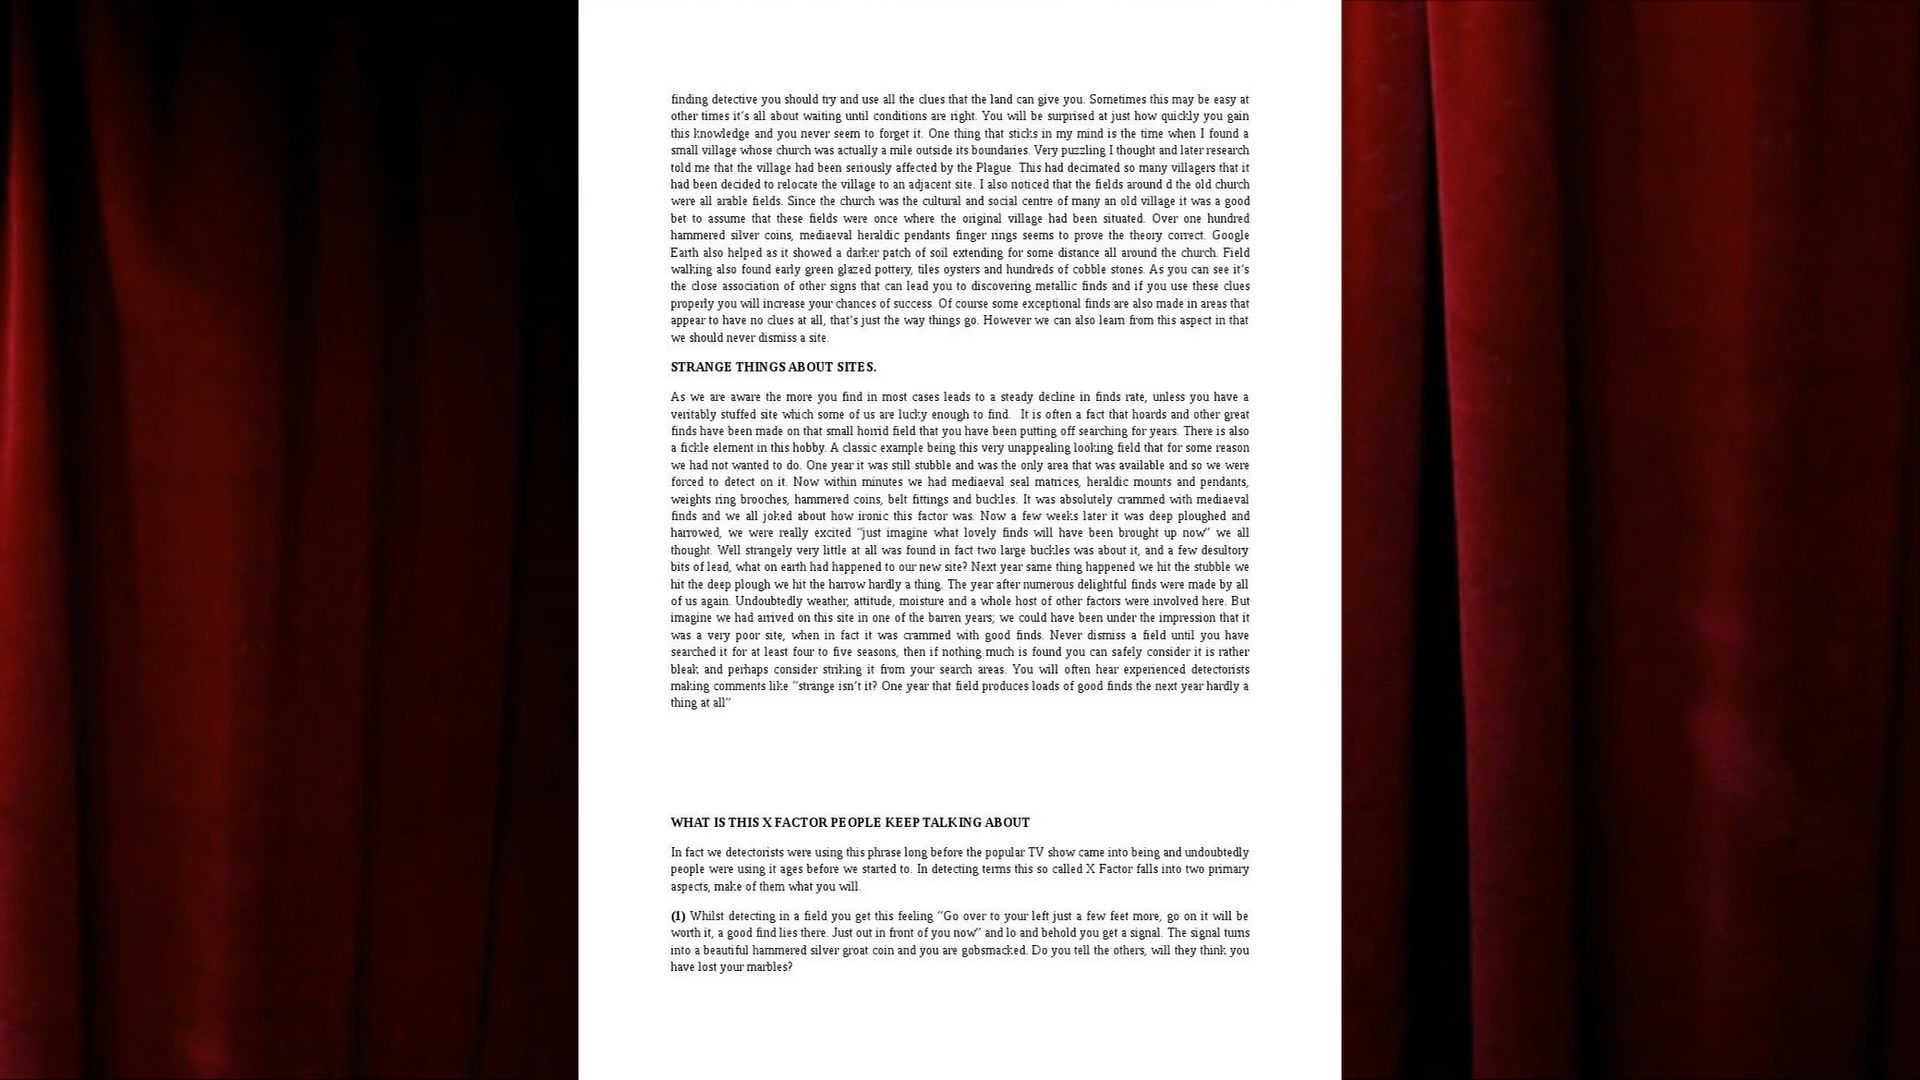 finding detective you should try and use all the clues that the land can give you. Sometimes this may be easy at
other times it’s all about waiting until conditions are right. You will be surprised at just how quickly you gain
this knowledge and you never seem to forget it. One thing that sticks in my mind is the time when I found a
small village whose church was actually a mile outside its boundaries. Very puzzling I thought and later research
told me that the village had been seriously affected by the Plague. This had decimated so many villagers that it
had been decided to relocate the village to an adjacent site. I also noticed that the fields around d the old church
were all arable fields. Since the church was the cultural and social centre of many an old village it was a good
bet to assume that these fields were once where the original village had been situated. Over one hundred
hammered silver coins, mediaeval heraldic pendants finger rings seems to prove the theory correct. Google
Earth also helped as it showed a darker patch of soil extending for some distance all around the church. Field
walking also found early green glazed pottery, tiles oysters and hundreds of cobble stones. As you can see it’s
the close association of other signs that can lead you to discovering metallic finds and if you use these clues
properly you will increase your chances of success. Of course some exceptional finds are also made in areas that
appear to have no clues at all, that’s just the way things go. However we can also learn from this aspect in that
we should never dismiss a site.
STRANGE THINGS ABOUT SITES.
As we are aware the more you find in most cases leads to a steady decline in finds rate, unless you have a
veritably stuffed site which some of us are lucky enough to find.  It is often a fact that hoards and other great
finds have been made on that small horrid field that you have been putting off searching for years. There is also
a fickle element in this hobby. A classic example being this very unappealing looking field that for some reason
we had not wanted to do. One year it was still stubble and was the only area that was available and so we were
forced to detect on it. Now within minutes we had mediaeval seal matrices, heraldic mounts and pendants,
weights ring brooches, hammered coins, belt fittings and buckles. It was absolutely crammed with mediaeval
finds and we all joked about how ironic this factor was. Now a few weeks later it was deep ploughed and
harrowed, we were really excited “just imagine what lovely finds will have been brought up now” we all
thought. Well strangely very little at all was found in fact two large buckles was about it, and a few desultory
bits of lead, what on earth had happened to our new site? Next year same thing happened we hit the stubble we
hit the deep plough we hit the harrow hardly a thing. The year after numerous delightful finds were made by all
of us again. Undoubtedly weather, attitude, moisture and a whole host of other factors were involved here. But
imagine we had arrived on this site in one of the barren years; we could have been under the impression that it
was a very poor site, when in fact it was crammed with good finds. Never dismiss a field until you have
searched it for at least four to five seasons, then if nothing much is found you can safely consider it is rather
bleak and perhaps consider striking it from your search areas. You will often hear experienced detectorists
making comments like “strange isn’t it? One year that field produces loads of good finds the next year hardly a
thing at all”
WHAT IS THIS X FACTOR PEOPLE KEEP TALKING ABOUT
In fact we detectorists were using this phrase long before the popular TV show came into being and undoubtedly
people were using it ages before we started to. In detecting terms this so called X Factor falls into two primary
aspects, make of them what you will.
(1) Whilst detecting in a field you get this feeling “Go over to your left just a few feet more, go on it will be
worth it, a good find lies there. Just out in front of you now” and lo and behold you get a signal. The signal turns
into a beautiful hammered silver groat coin and you are gobsmacked. Do you tell the others, will they think you
have lost your marbles?